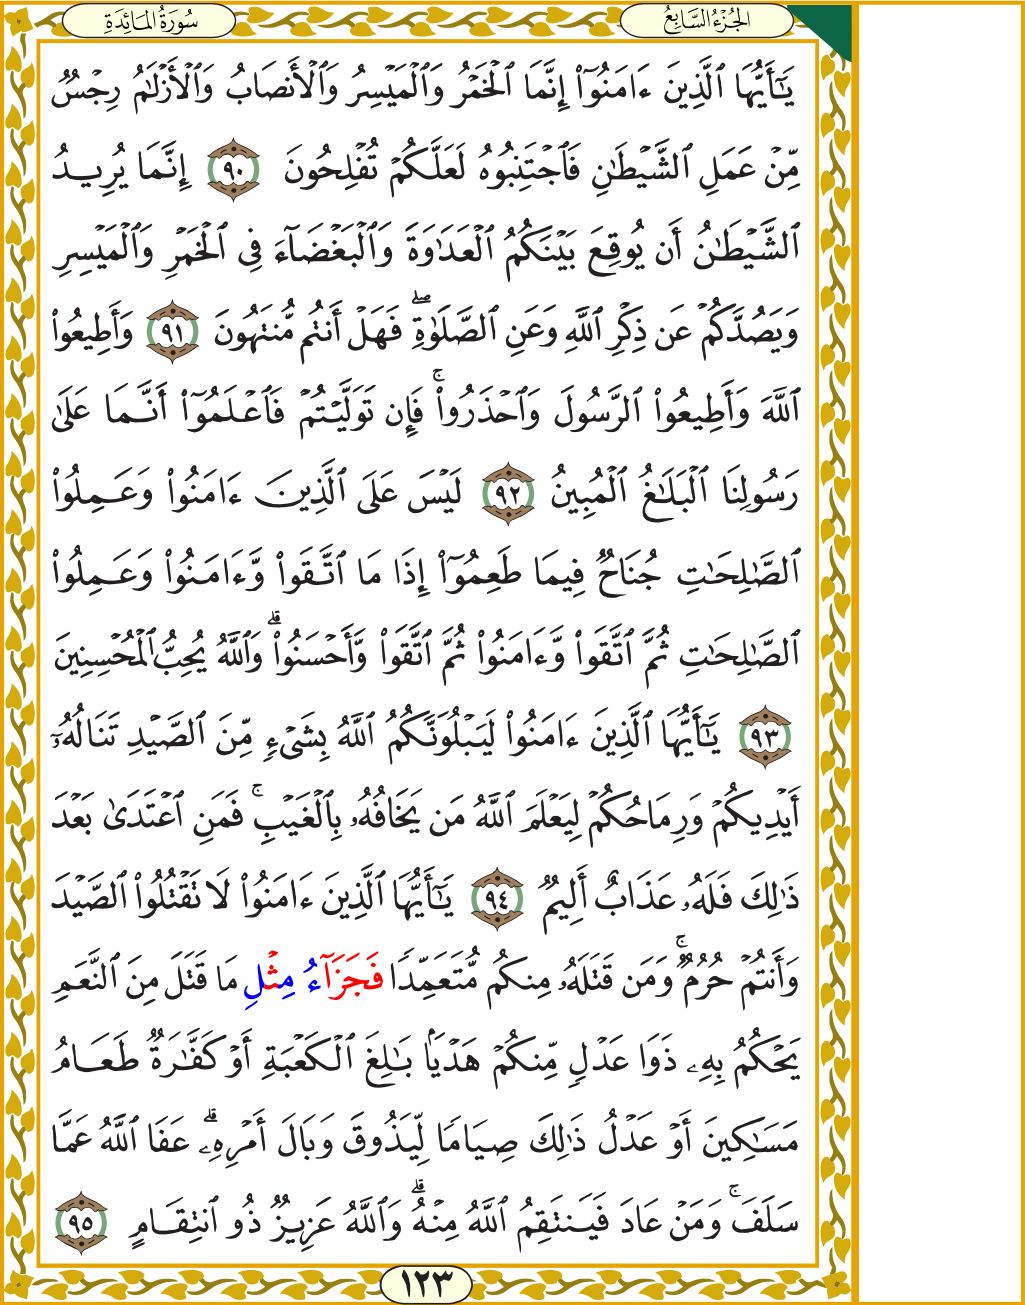 سُورَةُ المَائدَةِ
الجُزءُ السَّابِعُ
يَٰٓأَيُّهَا ٱلَّذِينَ ءَامَنُوٓاْ إِنَّمَا ٱلۡخَمۡرُ وَٱلۡمَيۡسِرُ وَٱلۡأَنصَابُ وَٱلۡأَزۡلَٰمُ رِجۡسٞ
مِّنۡ عَمَلِ ٱلشَّيۡطَٰنِ فَٱجۡتَنِبُوهُ لَعَلَّكُمۡ تُفۡلِحُونَ ٩٠ إِنَّمَا يُرِيدُ
ٱلشَّيۡطَٰنُ أَن يُوقِعَ بَيۡنَكُمُ ٱلۡعَدَٰوَةَ وَٱلۡبَغۡضَآءَ فِي ٱلۡخَمۡرِ وَٱلۡمَيۡسِرِ
وَيَصُدَّكُمۡ عَن ذِكۡرِ ٱللَّهِ وَعَنِ ٱلصَّلَوٰةِۖ فَهَلۡ أَنتُم مُّنتَهُونَ ٩١ وَأَطِيعُواْ
ٱللَّهَ وَأَطِيعُواْ ٱلرَّسُولَ وَٱحۡذَرُواْۚ فَإِن تَوَلَّيۡتُمۡ فَٱعۡلَمُوٓاْ أَنَّمَا عَلَىٰ
رَسُولِنَا ٱلۡبَلَٰغُ ٱلۡمُبِينُ ٩٢ لَيۡسَ عَلَى ٱلَّذِينَ ءَامَنُواْ وَعَمِلُواْ
ٱلصَّٰلِحَٰتِ جُنَاحٞ فِيمَا طَعِمُوٓاْ إِذَا مَا ٱتَّقَواْ وَّءَامَنُواْ وَعَمِلُواْ
ٱلصَّٰلِحَٰتِ ثُمَّ ٱتَّقَواْ وَّءَامَنُواْ ثُمَّ ٱتَّقَواْ وَّأَحۡسَنُواْۗ وَٱللَّهُ يُحِبُّ ٱلۡمُحۡسِنِينَ
٩٣ يَٰٓأَيُّهَا ٱلَّذِينَ ءَامَنُواْ لَيَبۡلُوَنَّكُمُ ٱللَّهُ بِشَيۡءٖ مِّنَ ٱلصَّيۡدِ تَنَالُهُۥٓ
أَيۡدِيكُمۡ وَرِمَاحُكُمۡ لِيَعۡلَمَ ٱللَّهُ مَن يَخَافُهُۥ بِٱلۡغَيۡبِۚ فَمَنِ ٱعۡتَدَىٰ بَعۡدَ
ذَٰلِكَ فَلَهُۥ عَذَابٌ أَلِيمٞ ٩٤ يَٰٓأَيُّهَا ٱلَّذِينَ ءَامَنُواْ لَا تَقۡتُلُواْ ٱلصَّيۡدَ
وَأَنتُمۡ حُرُمٞۚ وَمَن قَتَلَهُۥ مِنكُم مُّتَعَمِّدٗا فَجَزَآءُ مِثۡلِ مَا قَتَلَ مِنَ ٱلنَّعَمِ
يَحۡكُمُ بِهِۦ ذَوَا عَدۡلٖ مِّنكُمۡ هَدۡيَۢا بَٰلِغَ ٱلۡكَعۡبَةِ أَوۡ كَفَّٰرَةٞ طَعَامُ
مَسَٰكِينَ أَوۡ عَدۡلُ ذَٰلِكَ صِيَامٗا لِّيَذُوقَ وَبَالَ أَمۡرِهِۦۗ عَفَا ٱللَّهُ عَمَّا
سَلَفَۚ وَمَنۡ عَادَ فَيَنتَقِمُ ٱللَّهُ مِنۡهُۗ وَٱللَّهُ عَزِيزٞ ذُو ٱنتِقَامٍ ٩٥
١٢٣